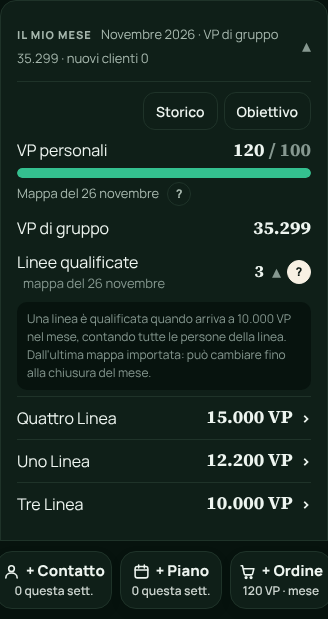 IL MIO MESE Novembre 2026 · VP di gruppo
35.299 · nuovi clienti 0
▲
Storico Obiettivo
VP personali 120 / 100
Mappa del 26 novembre ?
VP di gruppo 35.299
Linee qualificate 3 ▲ ?
mappa del 26 novembre
Una linea è qualificata quando arriva a 10.000 VP
nel mese, contando tutte le persone della linea.
Dall'ultima mappa importata: può cambiare fino
alla chiusura del mese.
Quattro Linea 15.000 VP ›
Uno Linea 12.200 VP ›
Tre Linea 10.000 VP ›
+ Contatto + Piano + Ordine
0 questa sett. 0 questa sett. 120 VP · mese